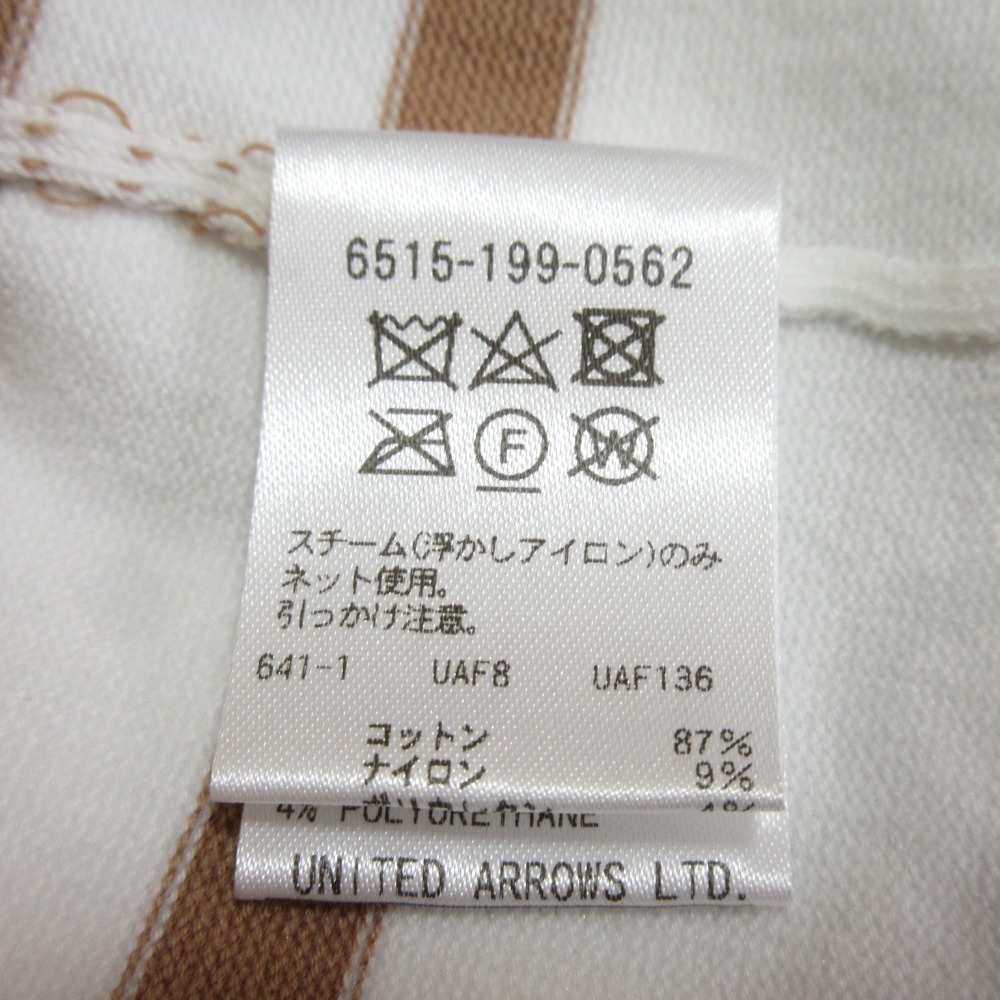 6515-199-0562
F W
スチーム(浮かしアイロン)のみ
ネット使用。
引っかけ注意。
641-1 UAF8 UAF136
コットン 87%
ナイロン 9%
4% POLYURETHANE
UNITED ARROWS LTD.